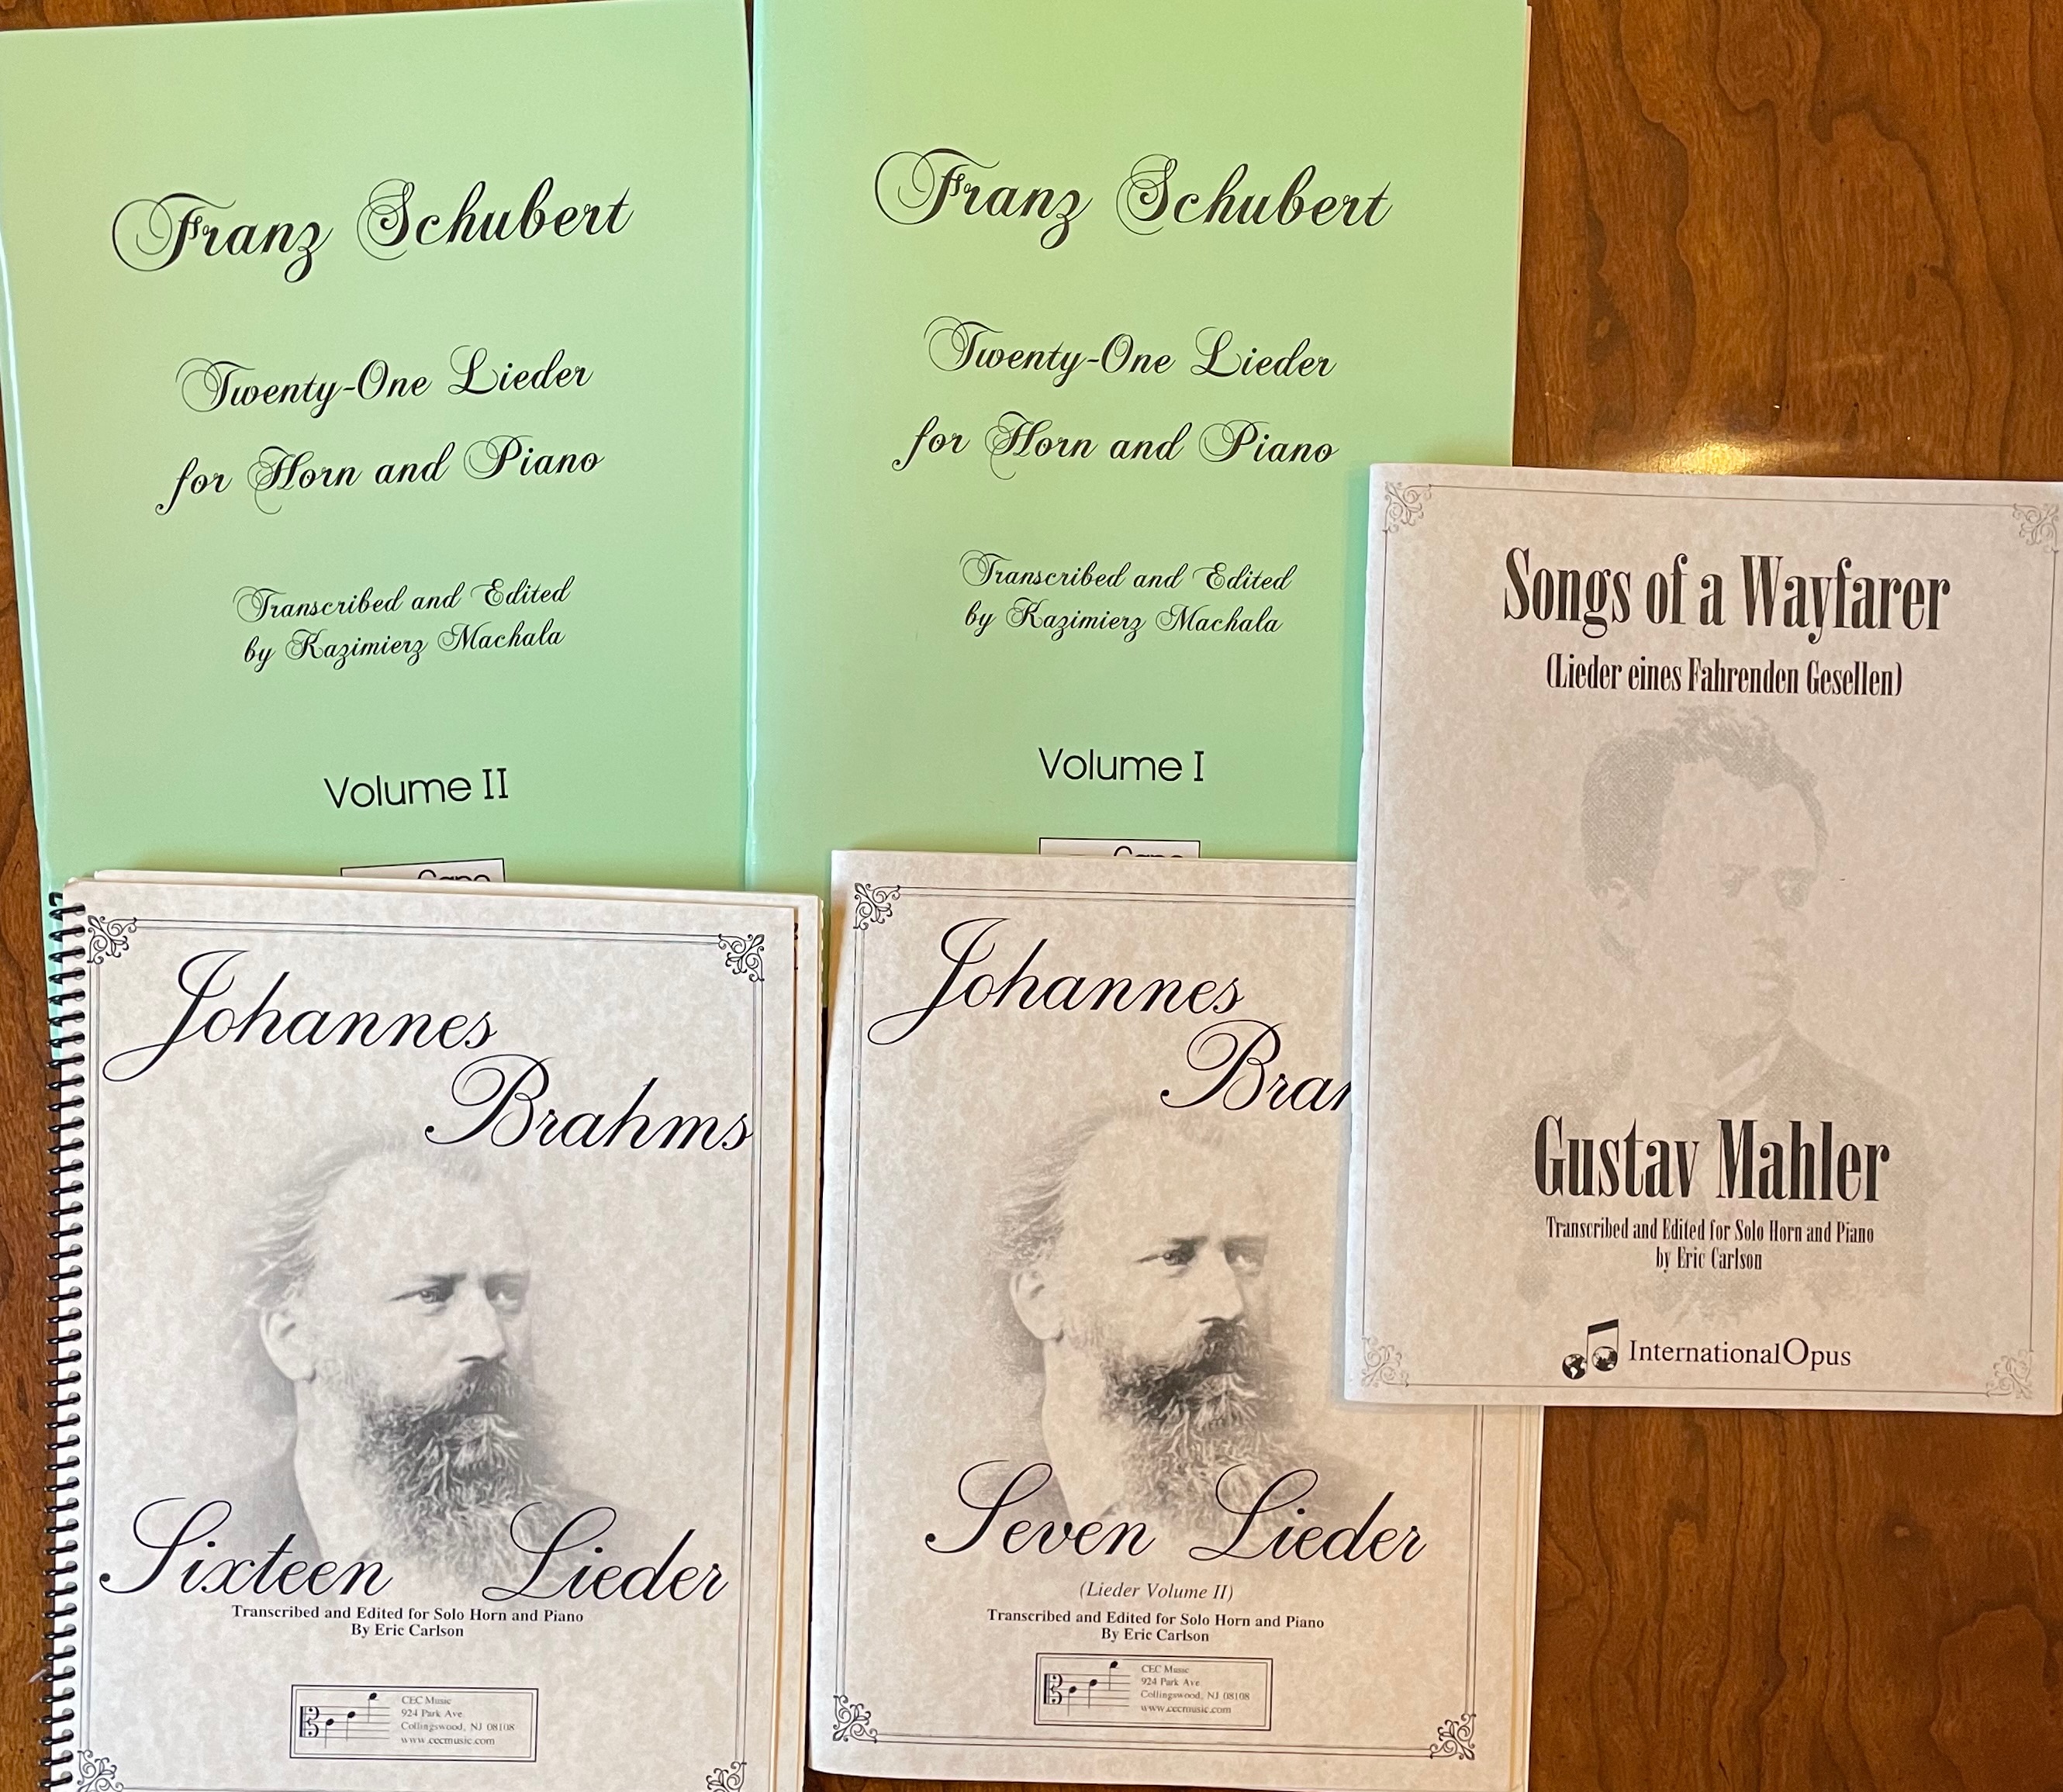 Franz Schubert
Twenty-One Lieder
for Horn and Piano
Transcribed and Edited
by Kazimierz Machala
Volume II
Franz Schubert
Twenty-One Lieder
for Horn and Piano
Transcribed and Edited
by Kazimierz Machala
Volume I
Songs of a Wayfarer
(Lieder eines Fahrenden Gesellen)
Gustav Mahler
Transcribed and Edited for Solo Horn and Piano
by Eric Carlson
InternationalOpus
Johannes
Brahms
Sixteen Lieder
Transcribed and Edited for Solo Horn and Piano
By Eric Carlson
CEC Music
924 Park Ave
Collingswood, NJ 08108
www.cecmusic.com
Johannes
Bra
Seven Lieder
(Lieder Volume II)
Transcribed and Edited for Solo Horn and Piano
By Eric Carlson
CEC Music
924 Park Ave
Collingswood, NJ 08108
www.cecmusic.com